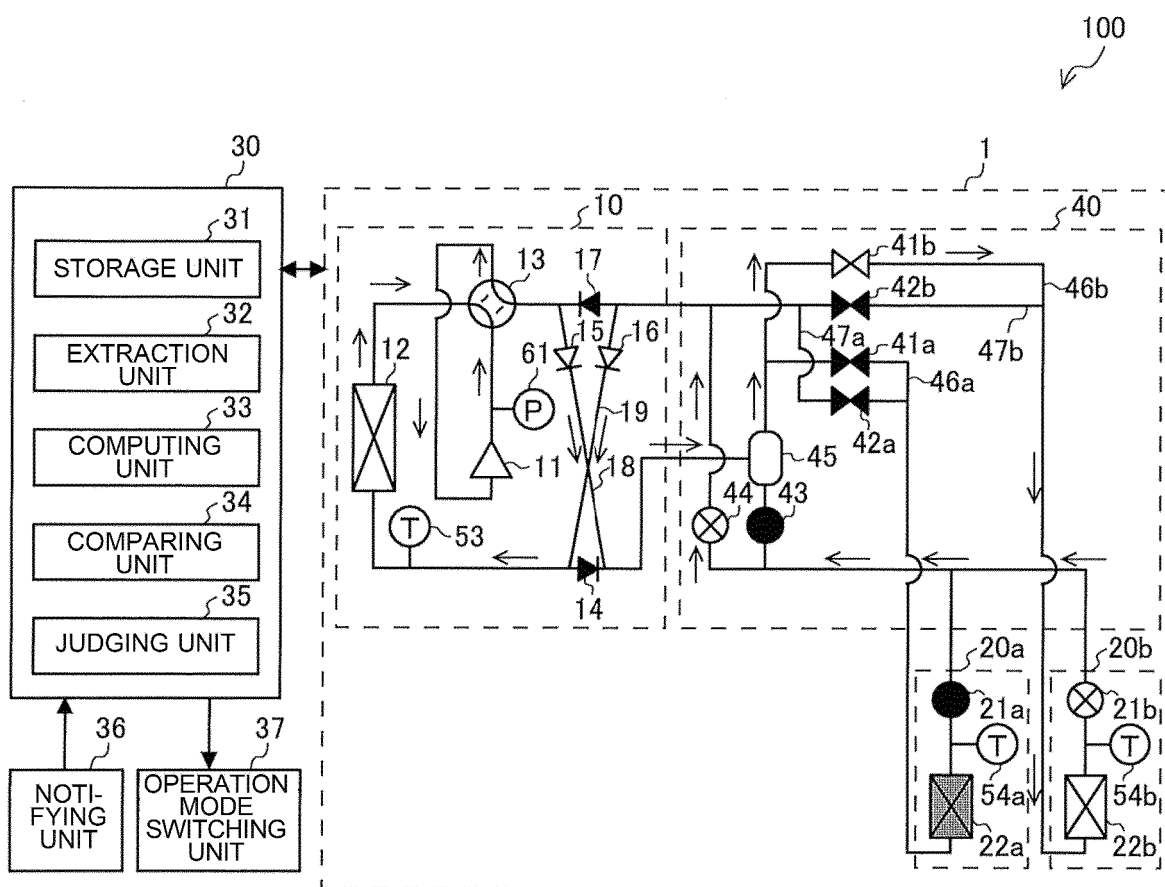 100
30
1
31
STORAGE UNIT
10
40
32
EXTRACTION
UNIT
13
17
41b
42b
46b
12
61
P
15
16
47a
41a
47b
46a
33
COMPUTING
UNIT
19
42a
11
18
45
34
COMPARING
UNIT
T
53
44
43
14
35
JUDGING UNIT
20a
20b
36
NOTI-
FYING
UNIT
37
OPERATION
MODE
SWITCHING
UNIT
21a
21b
T
T
54a
54b
22a
22b